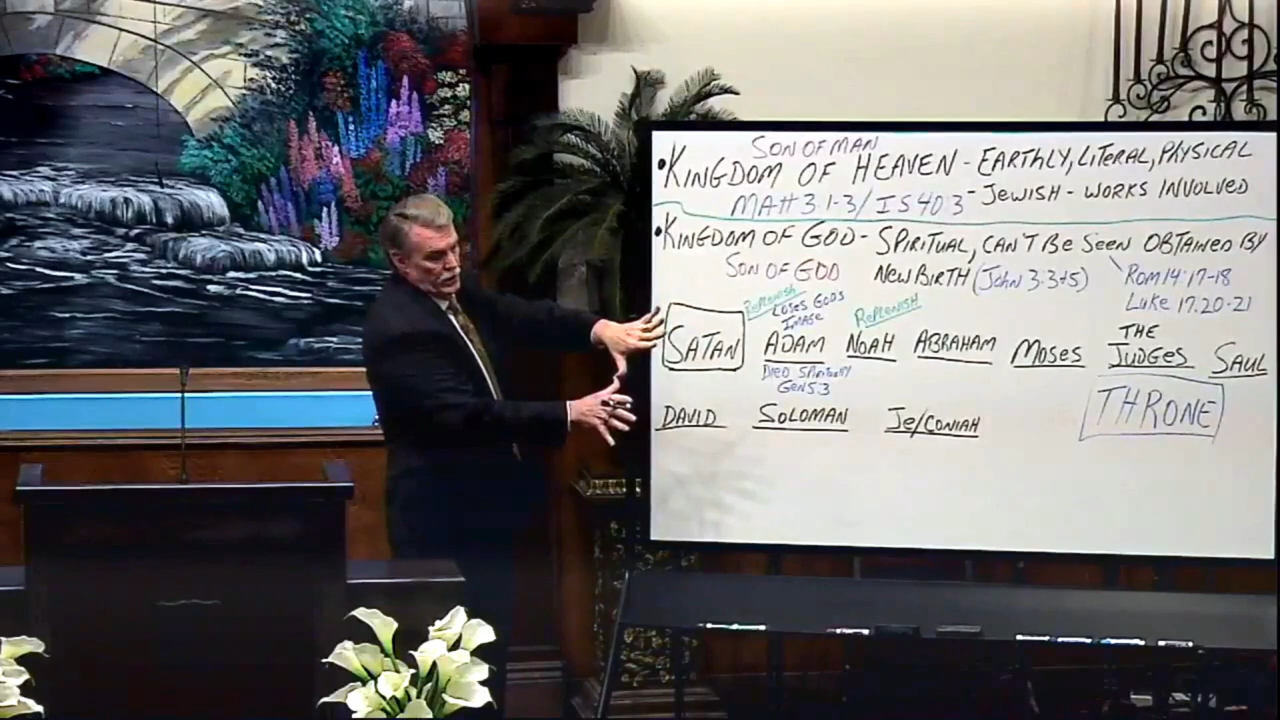 SON OF MAN
•KINGDOM OF HEAVEN - EARTHLY, LITERAL, PHYSICAL
MATT 3 1-3 / IS 40 3 - JEWISH - WORKS INVOLVED
•KINGDOM OF GOD - SPIRITUAL, CAN'T BE SEEN OBTAINED BY
SON OF GOD NEW BIRTH (John 3.3+5) Rom 14:17-18
Luke 17.20-21
REPLENISH LOSES GODS REPLENISH
IMAGE
SATAN ADAM NOAH ABRAHAM MOSES THE JUDGES SAUL
DIED SPIRITUALLY
GEN 5:3
DAVID SOLOMAN Je/CONIAH THRONE